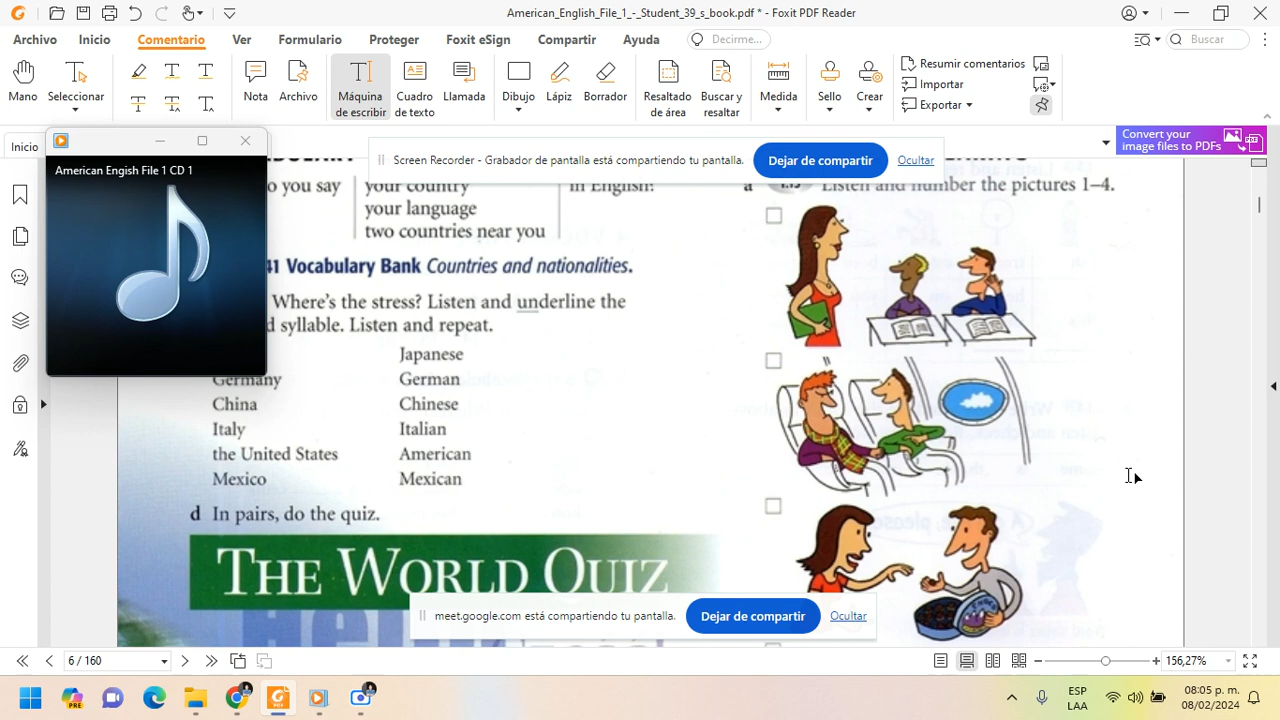 American_English_File_1_-_Student_39_s_book.pdf * - Foxit PDF Reader
Archivo Inicio Comentario Ver Formulario Proteger Foxit eSign Compartir Ayuda Decirme... Buscar
Mano
Seleccionar
Nota
Archivo
Máquina de escribir
Cuadro de texto
Llamada
Dibujo
Lápiz
Borrador
Resaltado de área
Buscar y resaltar
Medida
Sello
Crear
Resumir comentarios
Importar
Exportar
Inicio
Convert your
image files to PDFs
Screen Recorder - Grabador de pantalla está compartiendo tu pantalla. Dejar de compartir Ocultar
American Engish File 1 CD 1
o you say
your country
your language
two countries near you
in English?
41 Vocabulary Bank Countries and nationalities.
Where's the stress? Listen and underline the
d syllable. Listen and repeat.
Japanese
Germany German
China Chinese
Italy Italian
the United States American
Mexico Mexican
d In pairs, do the quiz.
THE WORLD QUIZ
a 1.13 Listen and number the pictures 1–4.
meet.google.com está compartiendo tu pantalla. Dejar de compartir Ocultar
6 / 160
156,27%
PRE
ESP
LAA
08:05 p. m.
08/02/2024